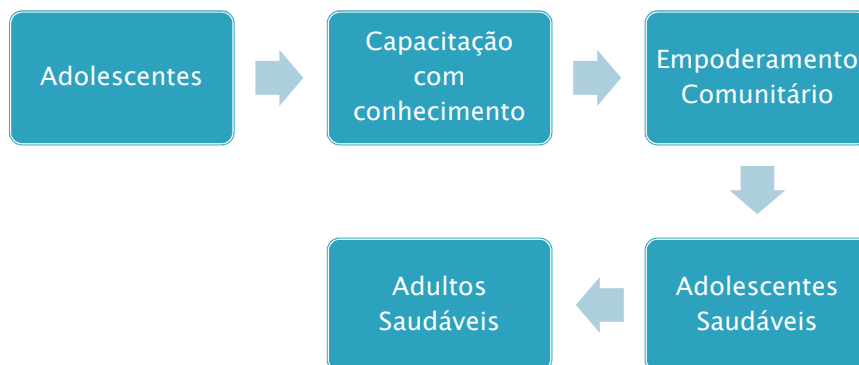 Adolescentes
Capacitação
com
conhecimento
Empoderamento
Comunitário
Adolescentes
Saudáveis
Adultos
Saudáveis